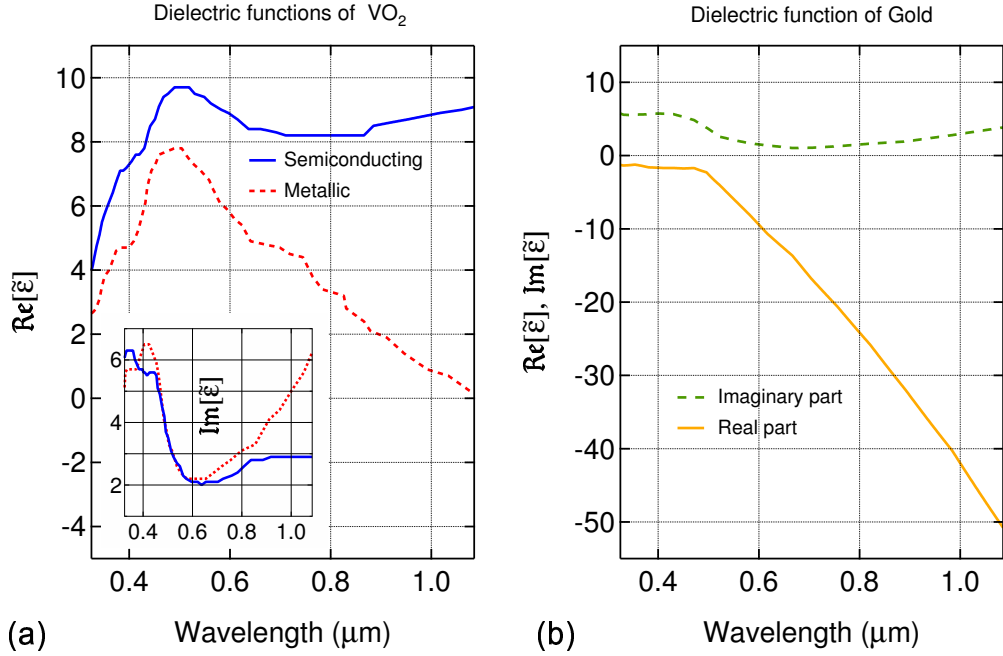 Dielectric functions of VO₂
10
8
6
4
2
0
-2
-4
ℜe[ε̃]
Semiconducting
Metallic
6
4
2
ℑm[ε̃]
0.4 0.6 0.8 1.0
0.4 0.6 0.8 1.0
Wavelength (μm)
(a)
Dielectric function of Gold
10
0
-10
-20
-30
-40
-50
ℜe[ε̃], ℑm[ε̃]
Imaginary part
Real part
0.4 0.6 0.8 1.0
Wavelength (μm)
(b)